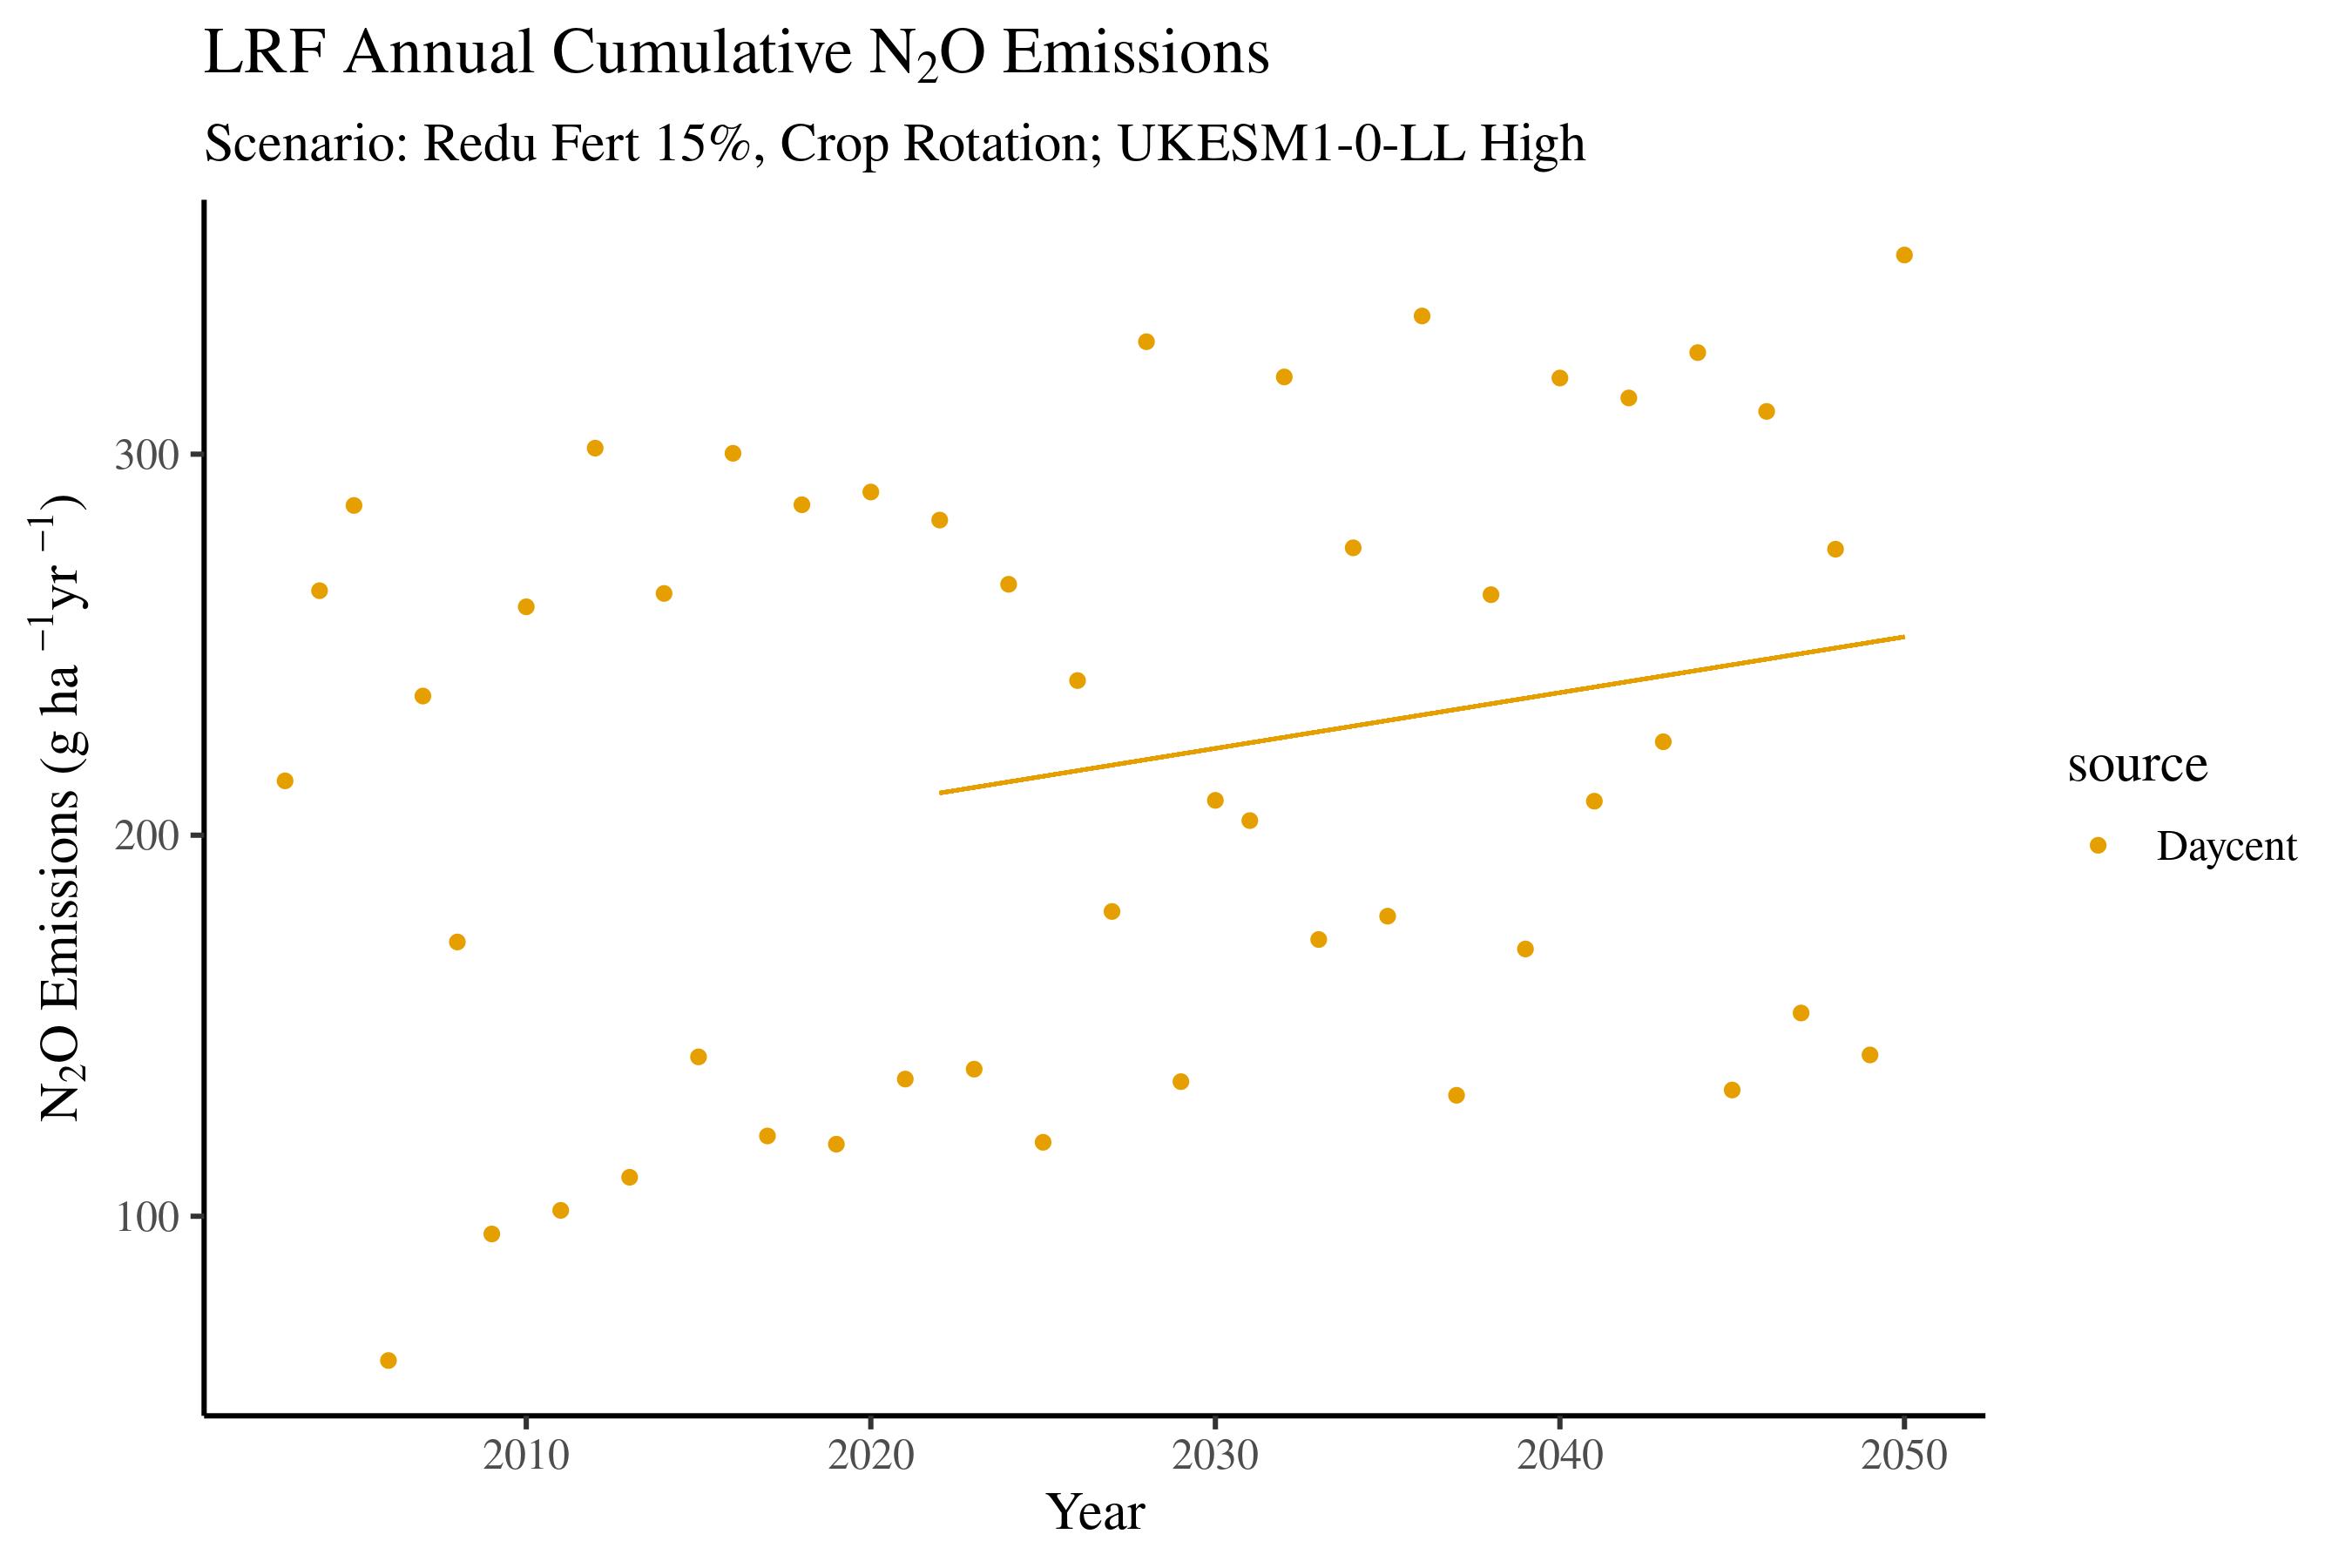 LRF Annual Cumulative N₂O Emissions
Scenario: Redu Fert 15%, Crop Rotation; UKESM1-0-LL High
N₂O Emissions (g ha⁻¹yr⁻¹)
300
200
100
2010 2020 2030 2040 2050
Year
source
Daycent